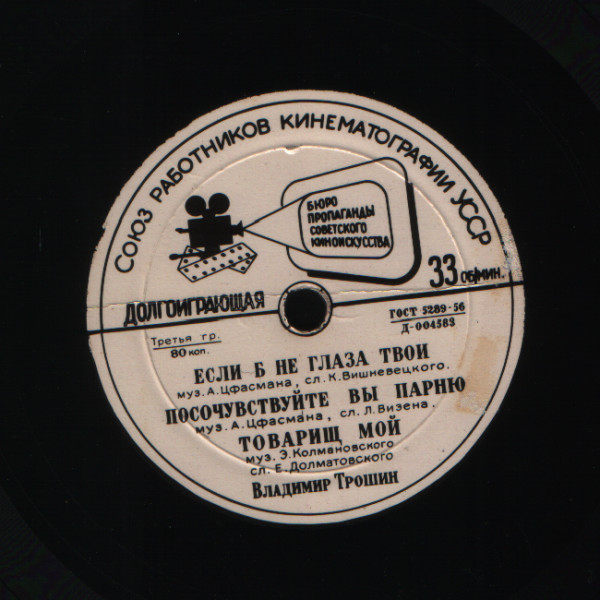 СОЮЗ РАБОТНИКОВ КИНЕМАТОГРАФИИ УССР
БЮРО
ПРОПАГАНДЫ
СОВЕТСКОГО
КИНОИСКУССТВА
33 об/мин.
ДОЛГОИГРАЮЩАЯ
ГОСТ 5289-56
Д-004583
Третья гр.
80 коп.
ЕСЛИ Б НЕ ГЛАЗА ТВОИ
муз. А.Цфасмана, сл. К.Вишневецкого.
ПОСОЧУВСТВУЙТЕ ВЫ ПАРНЮ
муз. А.Цфасмана, сл. Л.Визена.
ТОВАРИЩ МОЙ
муз. Э.Колмановского
сл. Е.Долматовского
ВЛАДИМИР ТРОШИН